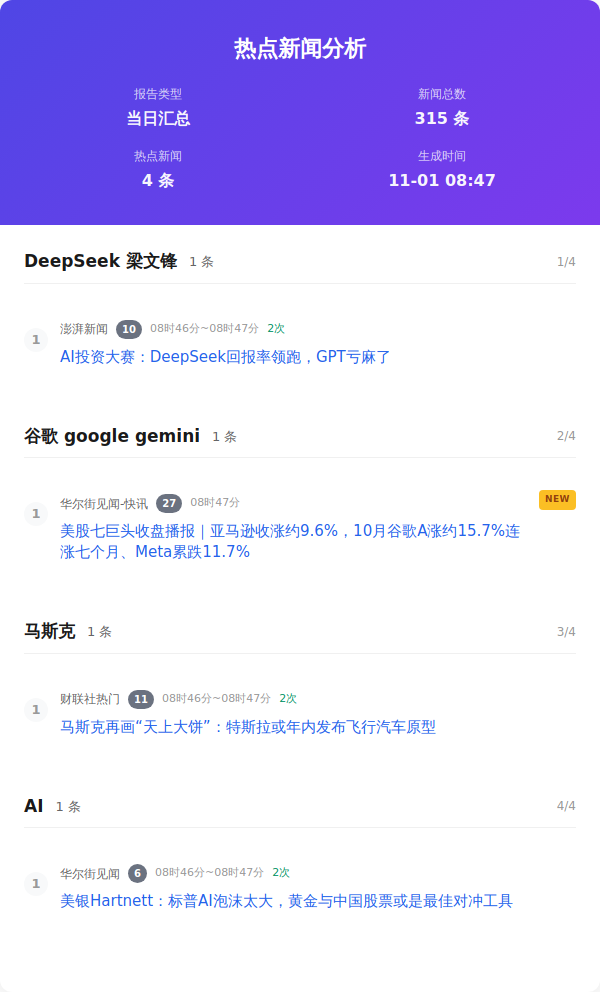 热点新闻分析
报告类型
当日汇总
新闻总数
315 条
热点新闻
4 条
生成时间
11-01 08:47
DeepSeek 梁文锋 1 条 1/4
1
澎湃新闻 10 08时46分~08时47分 2次
AI投资大赛：DeepSeek回报率领跑，GPT亏麻了
谷歌 google gemini 1 条 2/4
1
华尔街见闻-快讯 27 08时47分 NEW
美股七巨头收盘播报｜亚马逊收涨约9.6%，10月谷歌A涨约15.7%连
涨七个月、Meta累跌11.7%
马斯克 1 条 3/4
1
财联社热门 11 08时46分~08时47分 2次
马斯克再画“天上大饼”：特斯拉或年内发布飞行汽车原型
AI 1 条 4/4
1
华尔街见闻 6 08时46分~08时47分 2次
美银Hartnett：标普AI泡沫太大，黄金与中国股票或是最佳对冲工具